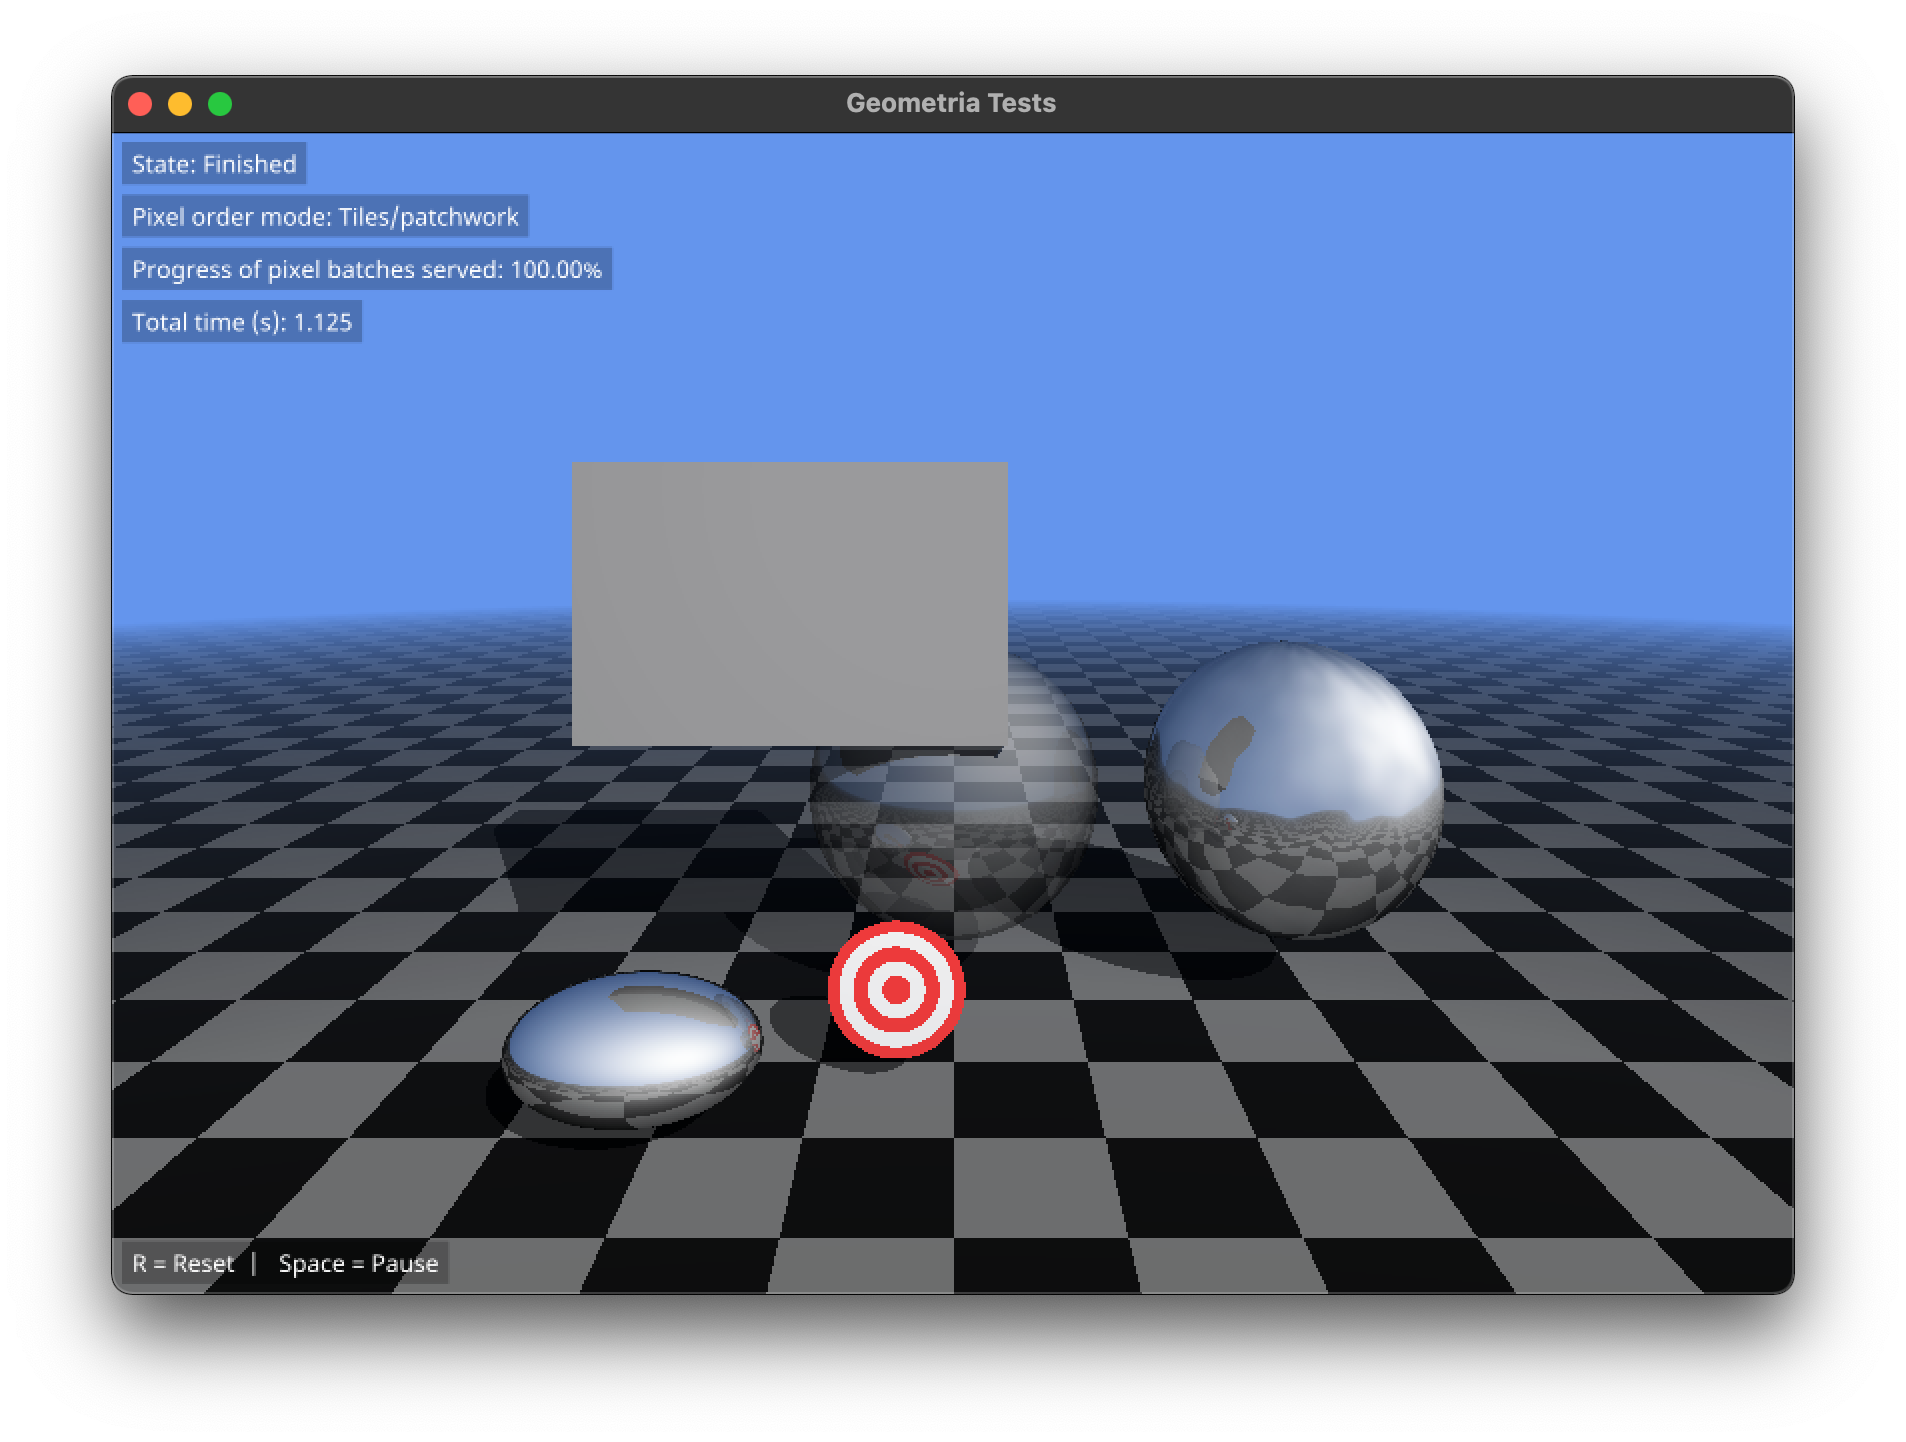 Geometria Tests
State: Finished
Pixel order mode: Tiles/patchwork
Progress of pixel batches served: 100.00%
Total time (s): 1.125
R = Reset | Space = Pause